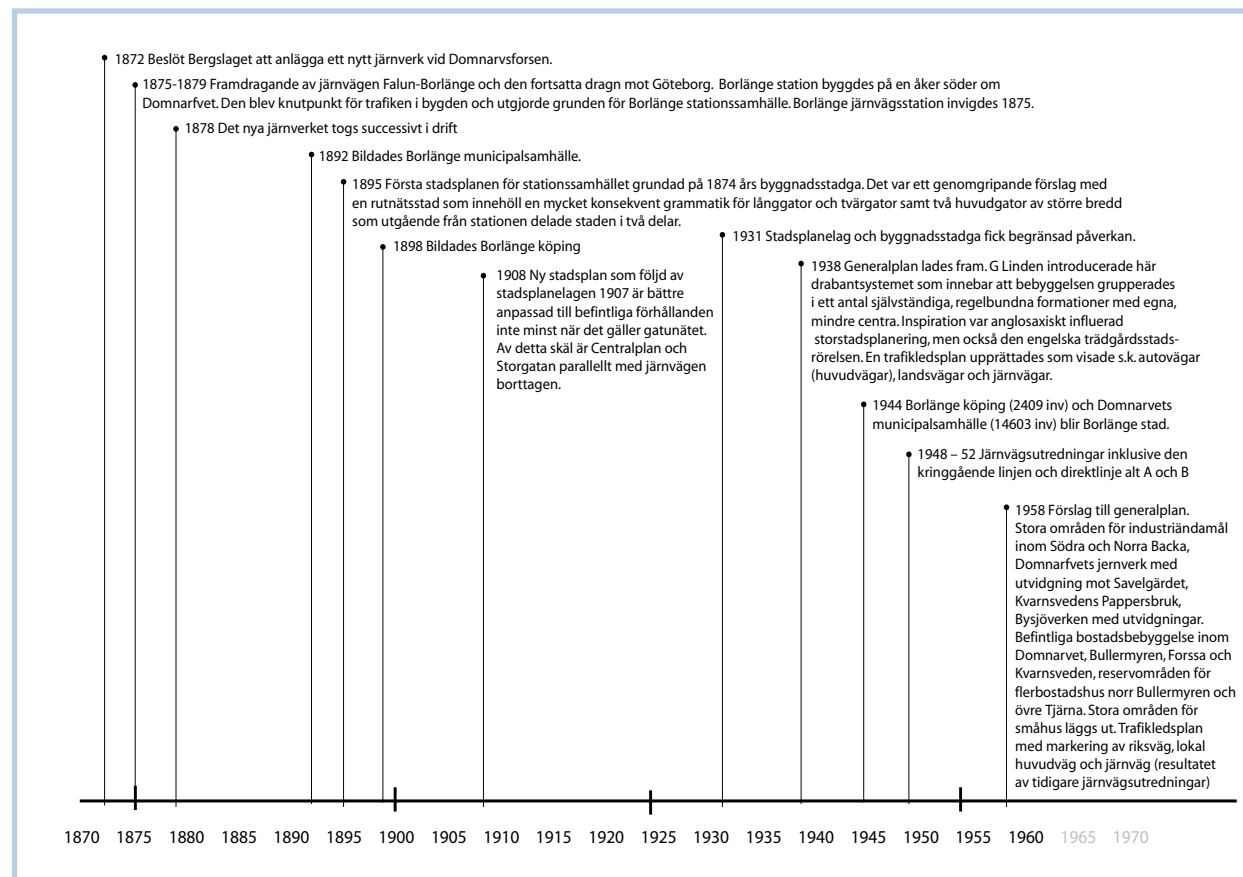 1872 Beslöt Bergslaget att anlägga ett nytt järnverk vid Domnarvsforsen.
1875-1879 Framdragande av järnvägen Falun-Borlänge och den fortsatta dragn mot Göteborg. Borlänge station byggdes på en åker söder om
Domnarfvet. Den blev knutpunkt för trafiken i bygden och utgjorde grunden för Borlänge stationssamhälle. Borlänge järnvägsstation invigdes 1875.
1878 Det nya järnverket togs successivt i drift
1892 Bildades Borlänge municipalsamhälle.
1895 Första stadsplanen för stationssamhället grundad på 1874 års byggnadsstadga. Det var ett genomgripande förslag med
en rutnätsstad som innehöll en mycket konsekvent grammatik för långgator och tvärgator samt två huvudgator av större bredd
som utgående från stationen delade staden i två delar.
1898 Bildades Borlänge köping
1908 Ny stadsplan som följd av
stadsplanelagen 1907 är bättre
anpassad till befintliga förhållanden
inte minst när det gäller gatunätet.
Av detta skäl är Centralplan och
Storgatan parallellt med järnvägen
borttagen.
1931 Stadsplanelag och byggnadsstadga fick begränsad påverkan.
1938 Generalplan lades fram. G Linden introducerade här
drabantsystemet som innebar att bebyggelsen grupperades
i ett antal självständiga, regelbundna formationer med egna,
mindre centra. Inspiration var anglosaxiskt influerad
storstadsplanering, men också den engelska trädgårdsstads-
rörelsen. En trafikledsplan upprättades som visade s.k. autovägar
(huvudvägar), landsvägar och järnvägar.
1944 Borlänge köping (2409 inv) och Domnarvets
municipalsamhälle (14603 inv) blir Borlänge stad.
1948 – 52 Järnvägsutredningar inklusive den
kringgående linjen och direktlinje alt A och B
1958 Förslag till generalplan.
Stora områden för industriändamål
inom Södra och Norra Backa,
Domnarfvets jernverk med
utvidgning mot Savelgärdet,
Kvarnsvedens Pappersbruk,
Bysjöverken med utvidgningar.
Befintliga bostadsbebyggelse inom
Domnarvet, Bullermyren, Forssa och
Kvarnsveden, reservområden för
flerbostadshus norr Bullermyren och
övre Tjärna. Stora områden för
småhus läggs ut. Trafikledsplan
med markering av riksväg, lokal
huvudväg och järnväg (resultatet
av tidigare järnvägsutredningar)
1870 1875 1880 1885 1890 1895 1900 1905 1910 1915 1920 1925 1930 1935 1940 1945 1950 1955 1960 1965 1970